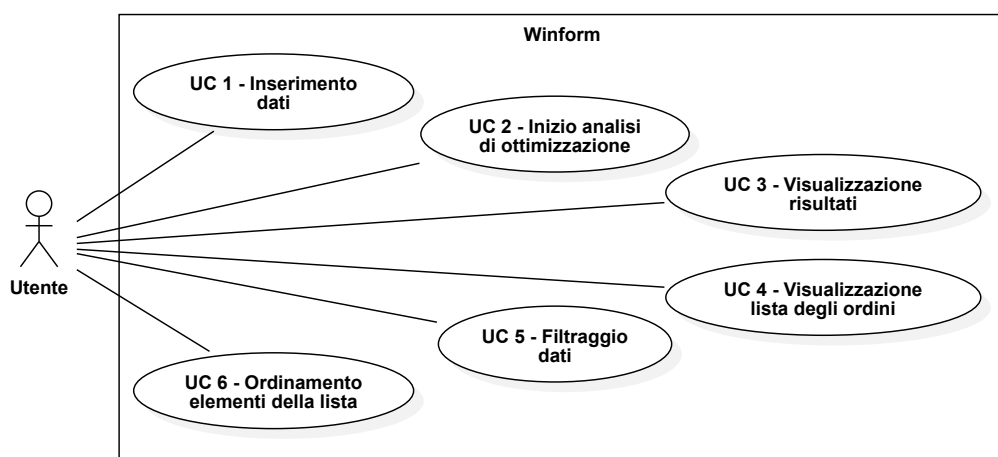 Winform
UC 1 - Inserimento
dati
UC 2 - Inizio analisi
di ottimizzazione
UC 3 - Visualizzazione
risultati
Utente
UC 4 - Visualizzazione
lista degli ordini
UC 5 - Filtraggio
dati
UC 6 - Ordinamento
elementi della lista